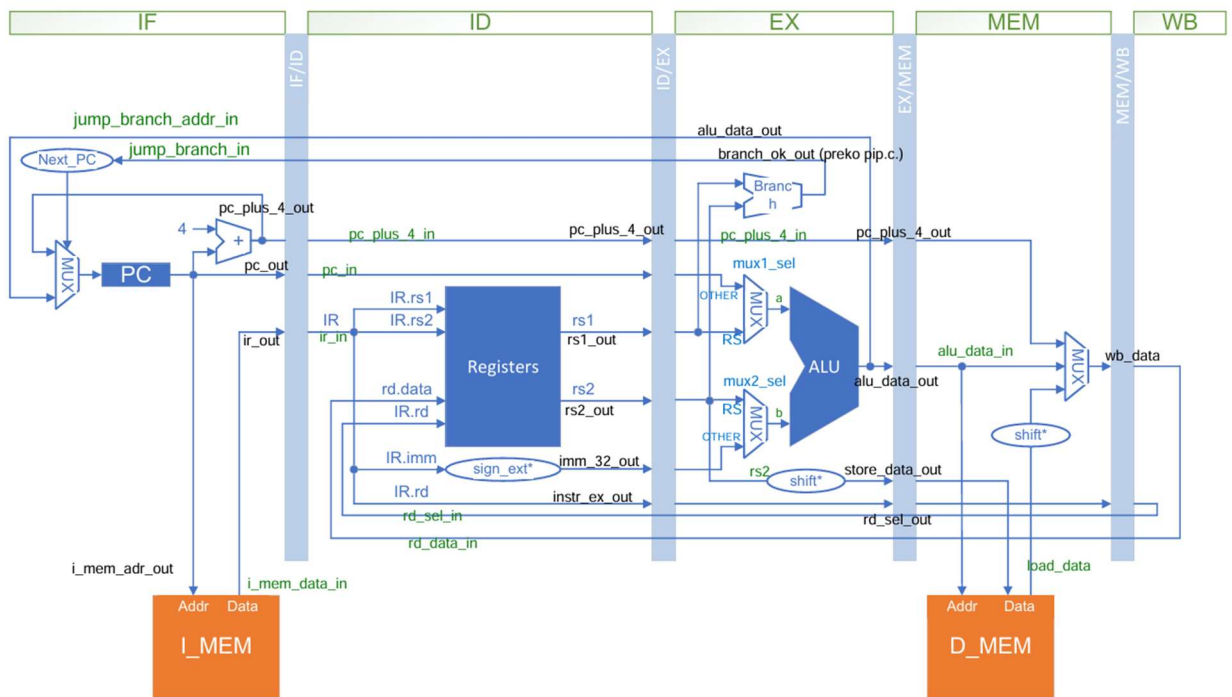 IF
ID
EX
MEM
WB
IF/ID
ID/EX
EX/MEM
MEM/WB
jump_branch_addr_in
alu_data_out
Next_PC
jump_branch_in
branch_ok_out (preko pip.c.)
Branc
h
pc_plus_4_out
4
+
pc_plus_4_in
pc_plus_4_out
pc_plus_4_in
pc_plus_4_out
MUX
PC
pc_out
pc_in
mux1_sel
OTHER
MUX
a
RS
IR.rs1
IR
IR.rs2
ir_in
ir_out
Registers
rs1
rs1_out
ALU
alu_data_in
alu_data_out
MUX
wb_data
mux2_sel
rd.data
rs2
RS
rs2_out
IR.rd
MUX
b
OTHER
shift*
IR.imm
sign_ext*
imm_32_out
rs2
shift*
store_data_out
IR.rd
instr_ex_out
rd_sel_in
rd_sel_out
rd_data_in
i_mem_adr_out
i_mem_data_in
load_data
Addr
Data
I_MEM
Addr
Data
D_MEM